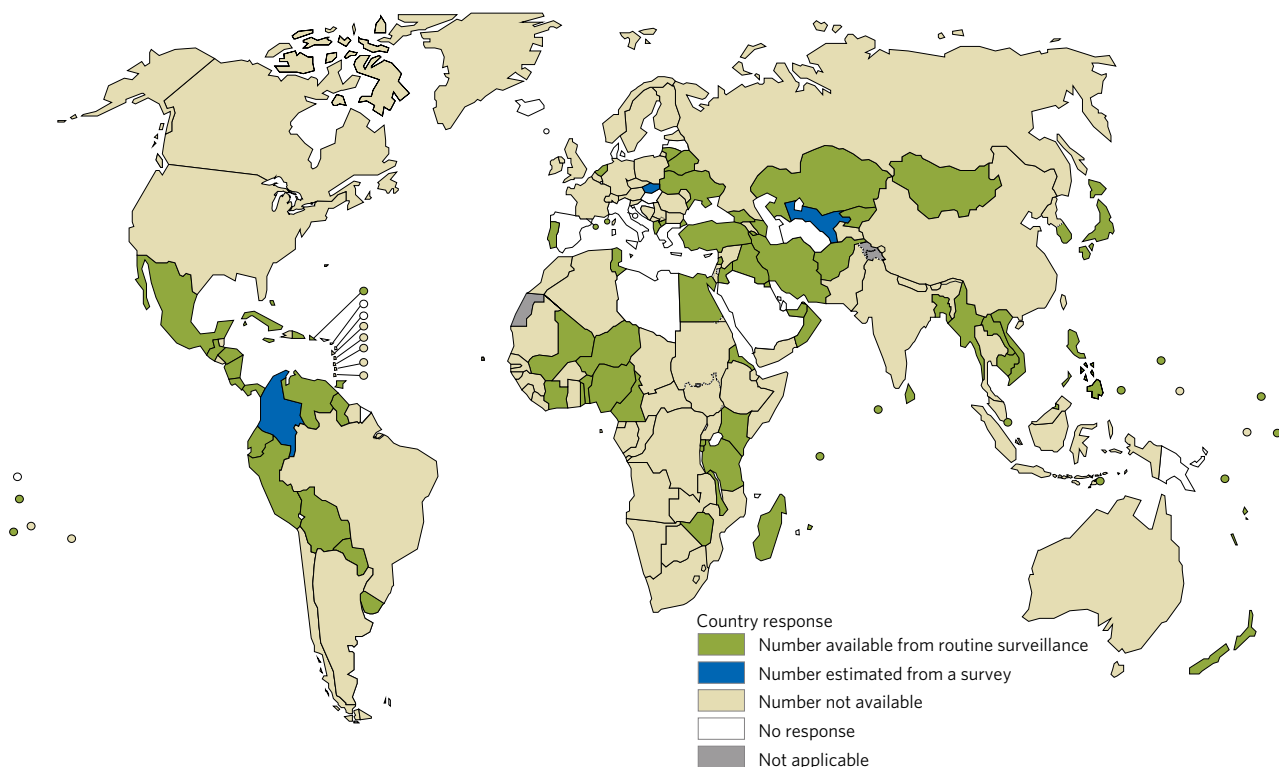 Country response
Number available from routine surveillance
Number estimated from a survey
Number not available
No response
Not applicable